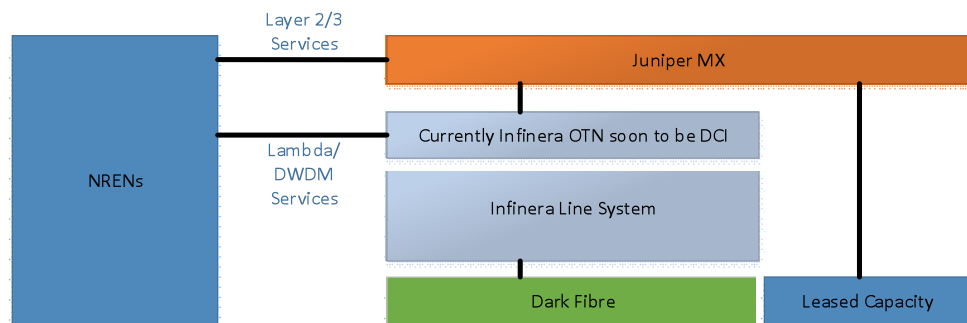 Layer 2/3
Services
Juniper MX
Currently Infinera OTN soon to be DCI
Lambda/
DWDM
Services
NRENs
Infinera Line System
Dark Fibre
Leased Capacity